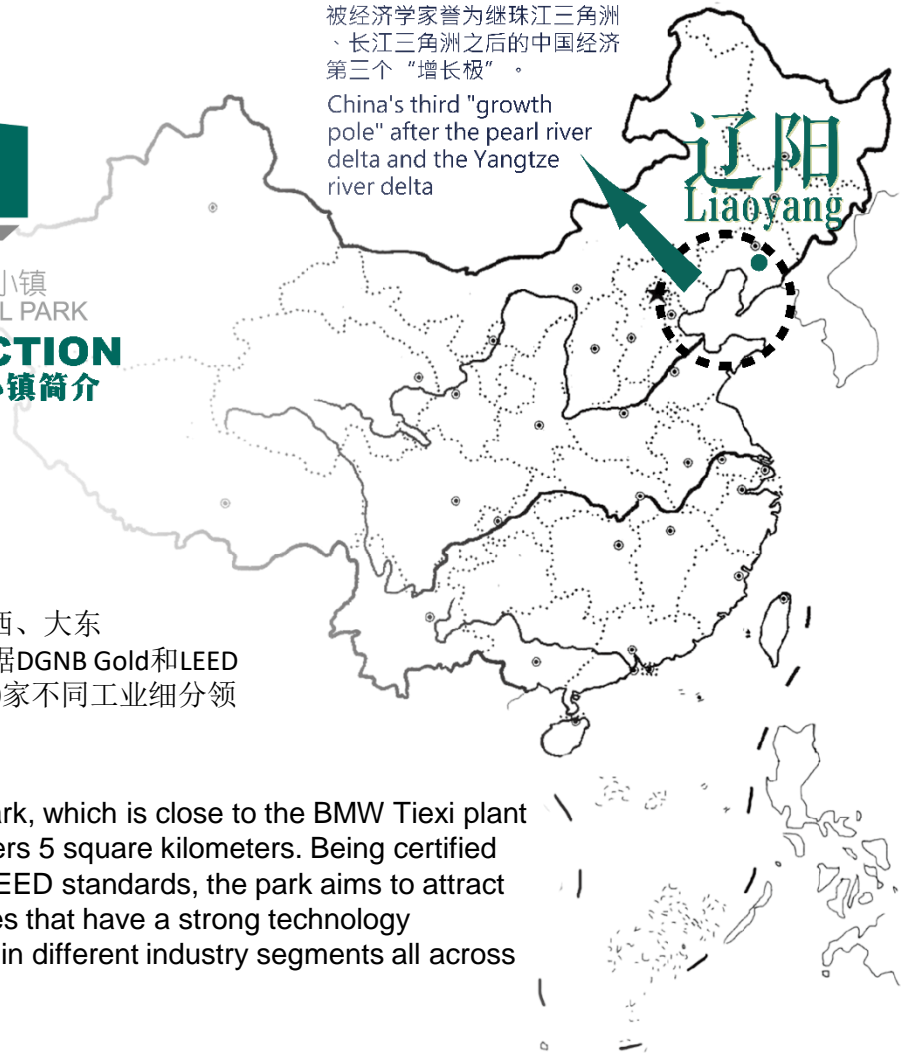 被经济学家誉为继珠江三角洲
、长江三角洲之后的中国经济
第三个“增长极”。
China's third "growth
pole" after the pearl river
delta and the Yangtze
river delta
辽阳
Liaoyang
小镇
L PARK
CTION
镇简介
西、大东
据DGNB Gold和LEED
家不同工业细分领
ark, which is close to the BMW Tiexi plant
ers 5 square kilometers. Being certified
EED standards, the park aims to attract
es that have a strong technology
in different industry segments all across